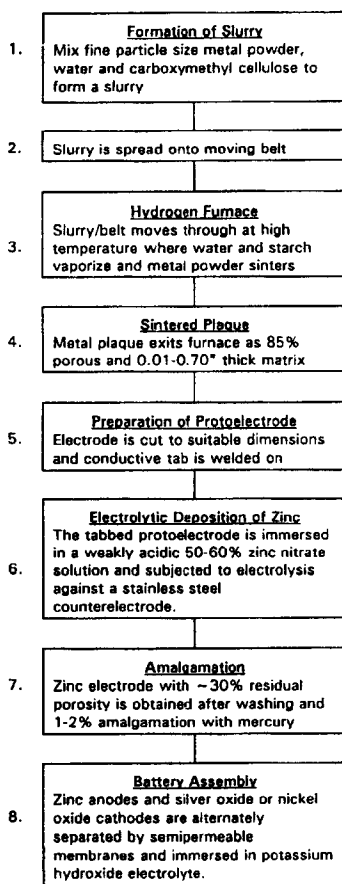 Formation of Slurry
1. Mix fine particle size metal powder,
water and carboxymethyl cellulose to
form a slurry
2. Slurry is spread onto moving belt
Hydrogen Furnace
Slurry/belt moves through at high
3. temperature where water and starch
vaporize and metal powder sinters
Sintered Plaque
4. Metal plaque exits furnace as 85%
porous and 0.01-0.70" thick matrix
Preparation of Protoelectrode
5. Electrode is cut to suitable dimensions
and conductive tab is welded on
Electrolytic Deposition of Zinc
The tabbed protoelectrode is immersed
in a weakly acidic 50-60% zinc nitrate
6. solution and subjected to electrolysis
against a stainless steel
counterelectrode.
Amalgamation
7. Zinc electrode with ~30% residual
porosity is obtained after washing and
1-2% amalgamation with mercury
Battery Assembly
Zinc anodes and silver oxide or nickel
8. oxide cathodes are alternately
separated by semipermeable
membranes and immersed in potassium
hydroxide electrolyte.